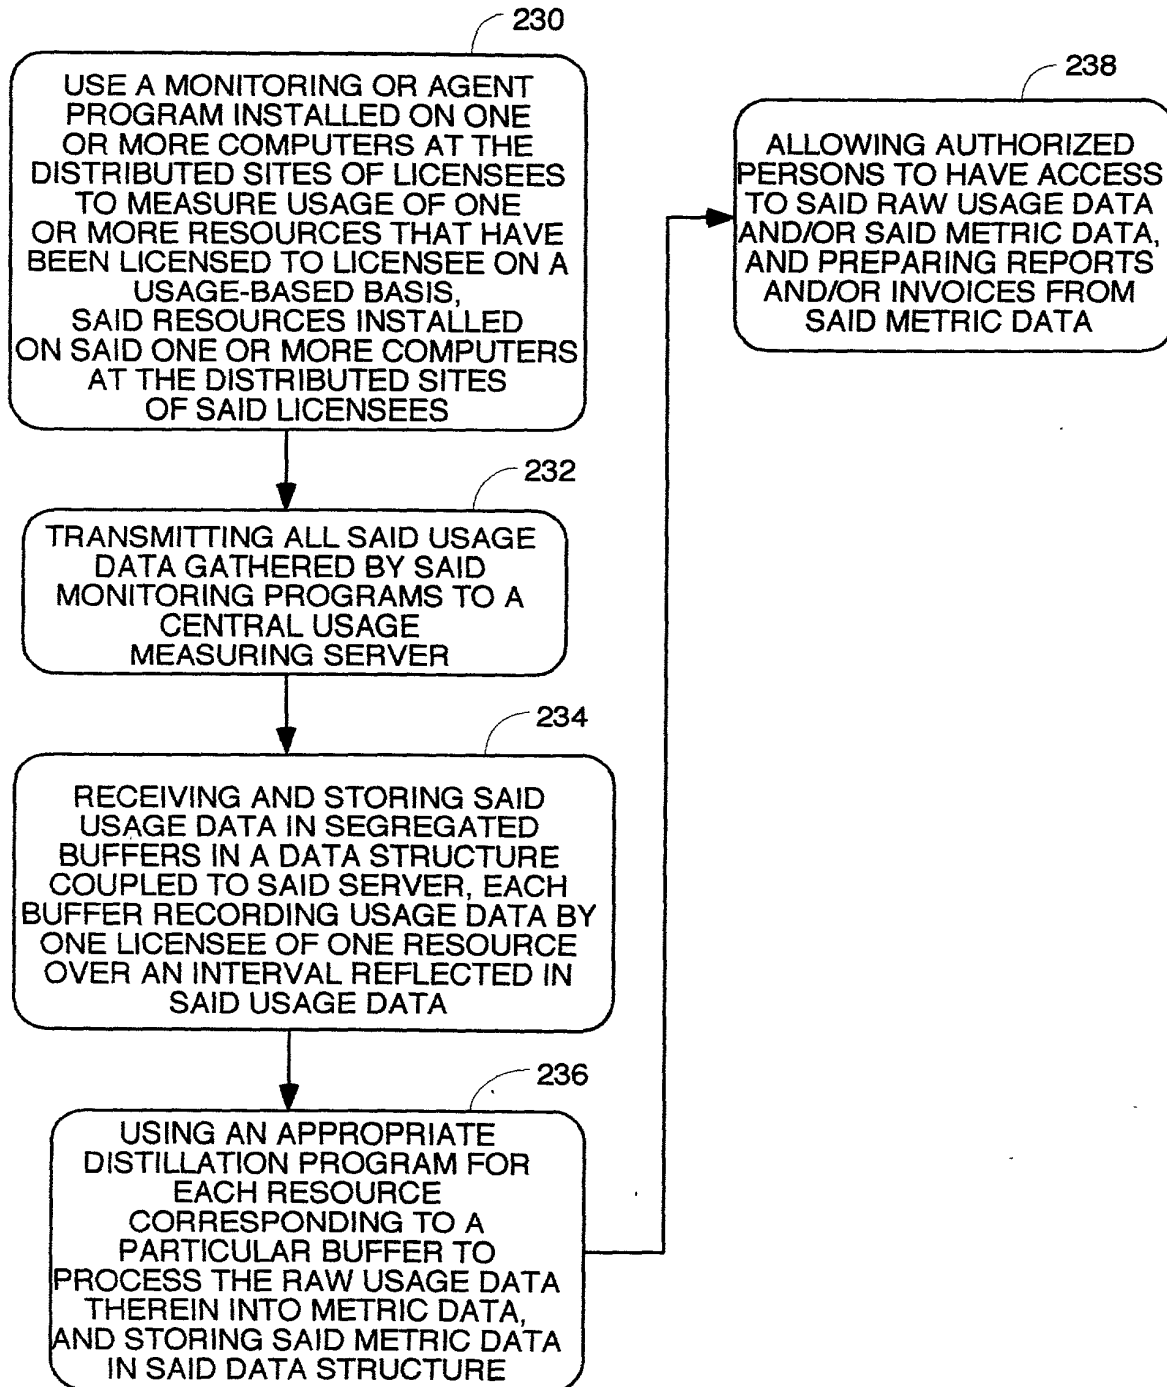 230
USE A MONITORING OR AGENT
PROGRAM INSTALLED ON ONE
OR MORE COMPUTERS AT THE
DISTRIBUTED SITES OF LICENSEES
TO MEASURE USAGE OF ONE
OR MORE RESOURCES THAT HAVE
BEEN LICENSED TO LICENSEE ON A
USAGE-BASED BASIS,
SAID RESOURCES INSTALLED
ON SAID ONE OR MORE COMPUTERS
AT THE DISTRIBUTED SITES
OF SAID LICENSEES
232
TRANSMITTING ALL SAID USAGE
DATA GATHERED BY SAID
MONITORING PROGRAMS TO A
CENTRAL USAGE
MEASURING SERVER
234
RECEIVING AND STORING SAID
USAGE DATA IN SEGREGATED
BUFFERS IN A DATA STRUCTURE
COUPLED TO SAID SERVER, EACH
BUFFER RECORDING USAGE DATA BY
ONE LICENSEE OF ONE RESOURCE
OVER AN INTERVAL REFLECTED IN
SAID USAGE DATA
236
USING AN APPROPRIATE
DISTILLATION PROGRAM FOR
EACH RESOURCE
CORRESPONDING TO A
PARTICULAR BUFFER TO
PROCESS THE RAW USAGE DATA
THEREIN INTO METRIC DATA,
AND STORING SAID METRIC DATA
IN SAID DATA STRUCTURE
238
ALLOWING AUTHORIZED
PERSONS TO HAVE ACCESS
TO SAID RAW USAGE DATA
AND/OR SAID METRIC DATA,
AND PREPARING REPORTS
AND/OR INVOICES FROM
SAID METRIC DATA